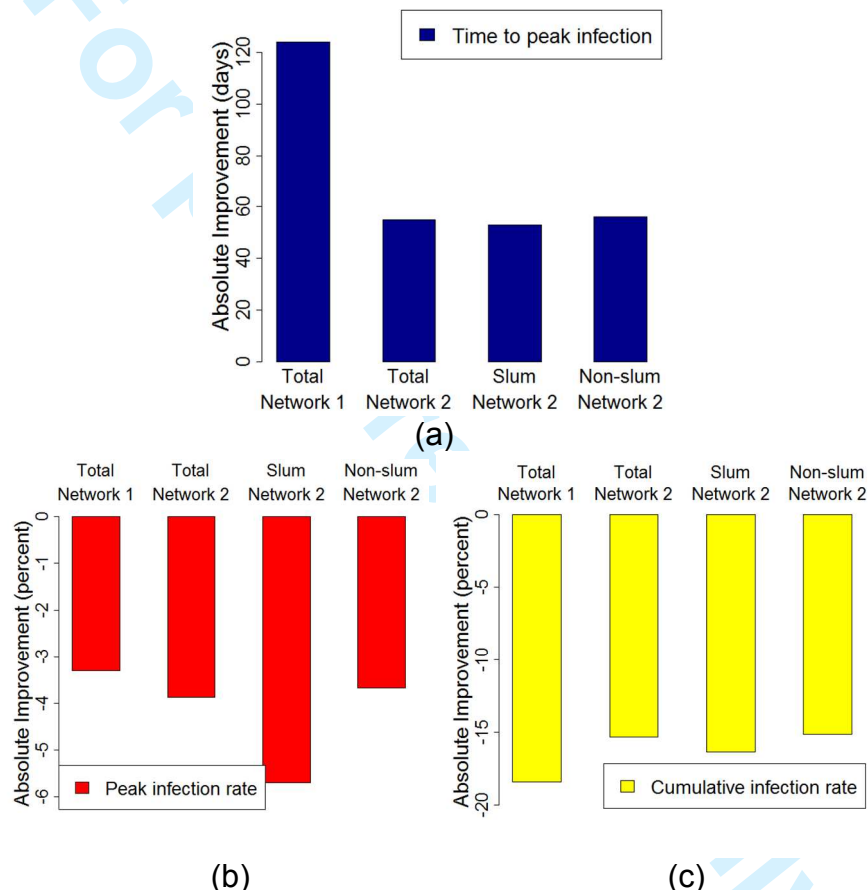 Time to peak infection
Absolute Improvement (days)
120
100
80
60
40
20
0
Total Network 1
Total Network 2
Slum Network 2
Non-slum Network 2
(a)
Total Network 1
Total Network 2
Slum Network 2
Non-slum Network 2
Absolute Improvement (percent)
0
-1
-2
-3
-4
-5
-6
Peak infection rate
(b)
Total Network 1
Total Network 2
Slum Network 2
Non-slum Network 2
Absolute Improvement (percent)
0
-5
-10
-15
-20
Cumulative infection rate
(c)
For